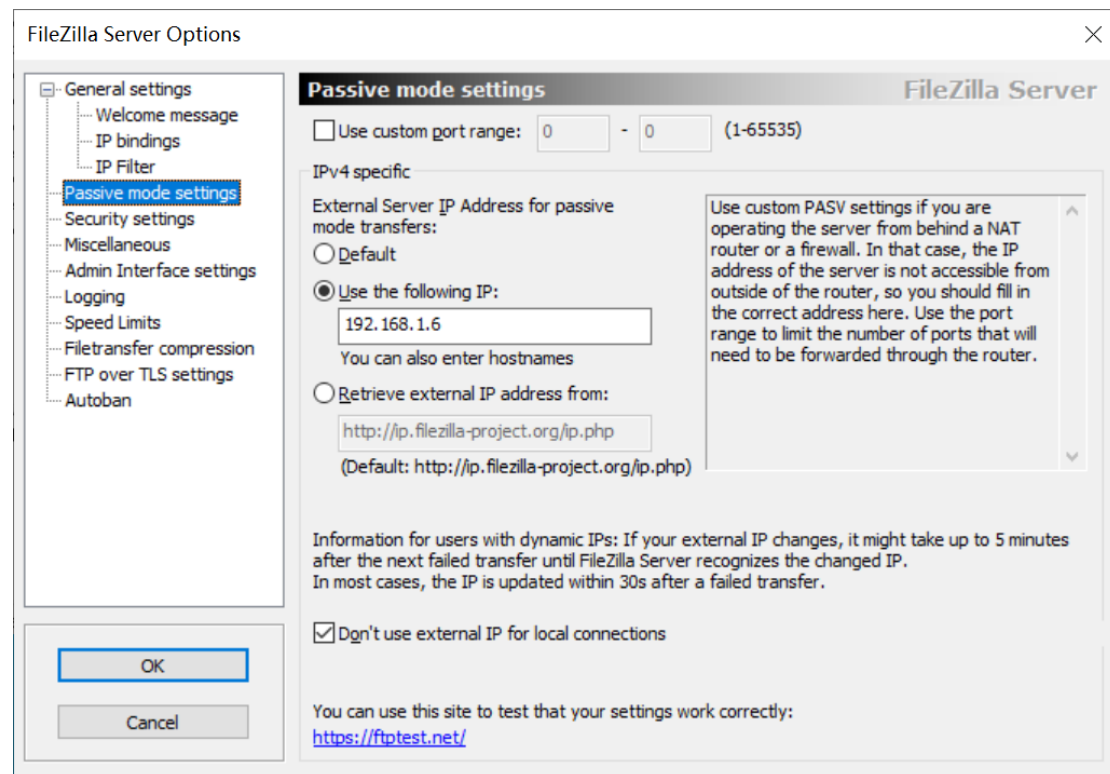 FileZilla Server Options
General settings
Welcome message
IP bindings
IP Filter
Passive mode settings
Security settings
Miscellaneous
Admin Interface settings
Logging
Speed Limits
Filetransfer compression
FTP over TLS settings
Autoban
OK
Cancel
Passive mode settings
FileZilla Server
Use custom port range: 0 - 0 (1-65535)
IPv4 specific
External Server IP Address for passive
mode transfers:
Default
Use the following IP:
192.168.1.6
You can also enter hostnames
Retrieve external IP address from:
http://ip.filezilla-project.org/ip.php
(Default: http://ip.filezilla-project.org/ip.php)
Use custom PASV settings if you are
operating the server from behind a NAT
router or a firewall. In that case, the IP
address of the server is not accessible from
outside of the router, so you should fill in
the correct address here. Use the port
range to limit the number of ports that will
need to be forwarded through the router.
Information for users with dynamic IPs: If your external IP changes, it might take up to 5 minutes
after the next failed transfer until FileZilla Server recognizes the changed IP.
In most cases, the IP is updated within 30s after a failed transfer.
Don't use external IP for local connections
You can use this site to test that your settings work correctly:
https://ftptest.net/